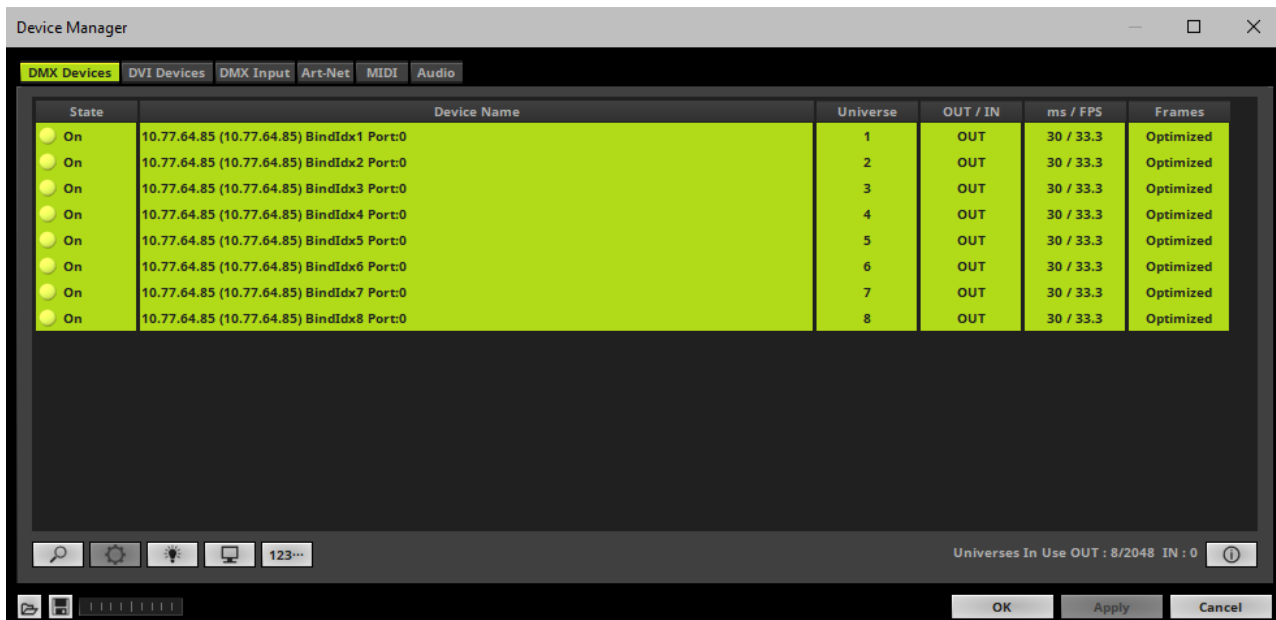 Device Manager
DMX Devices DVI Devices DMX Input Art-Net MIDI Audio
State Device Name Universe OUT / IN ms / FPS Frames
On 10.77.64.85 (10.77.64.85) BindIdx1 Port:0 1 OUT 30 / 33.3 Optimized
On 10.77.64.85 (10.77.64.85) BindIdx2 Port:0 2 OUT 30 / 33.3 Optimized
On 10.77.64.85 (10.77.64.85) BindIdx3 Port:0 3 OUT 30 / 33.3 Optimized
On 10.77.64.85 (10.77.64.85) BindIdx4 Port:0 4 OUT 30 / 33.3 Optimized
On 10.77.64.85 (10.77.64.85) BindIdx5 Port:0 5 OUT 30 / 33.3 Optimized
On 10.77.64.85 (10.77.64.85) BindIdx6 Port:0 6 OUT 30 / 33.3 Optimized
On 10.77.64.85 (10.77.64.85) BindIdx7 Port:0 7 OUT 30 / 33.3 Optimized
On 10.77.64.85 (10.77.64.85) BindIdx8 Port:0 8 OUT 30 / 33.3 Optimized
123... Universes In Use OUT : 8/2048 IN : 0
OK Apply Cancel